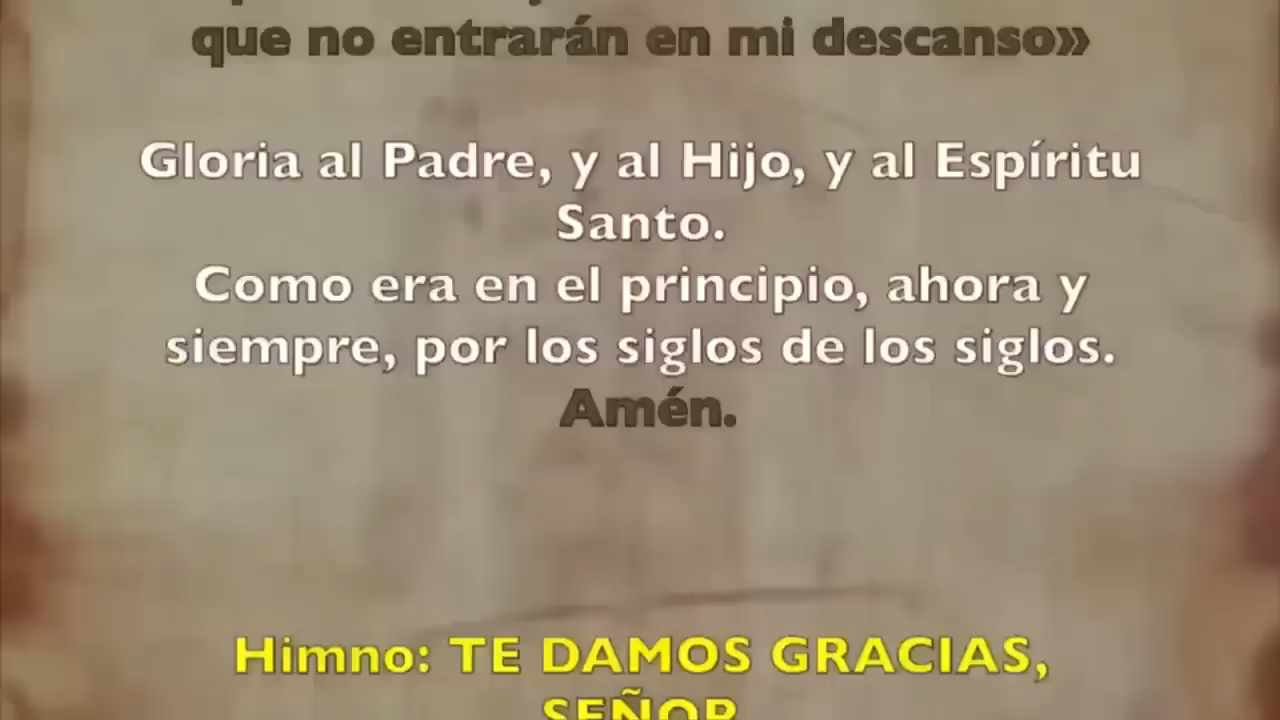 que no entrarán en mi descanso»
Gloria al Padre, y al Hijo, y al Espíritu
Santo.
Como era en el principio, ahora y
siempre, por los siglos de los siglos.
Amén.
Himno: TE DAMOS GRACIAS,
SEÑOR